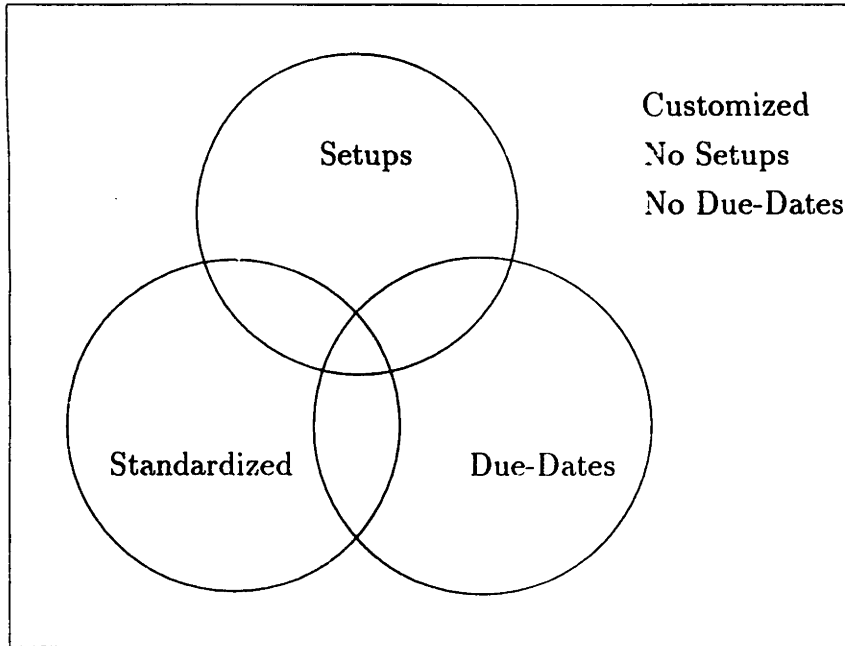 Customized
Setups
No Setups
No Due-Dates
Standardized
Due-Dates